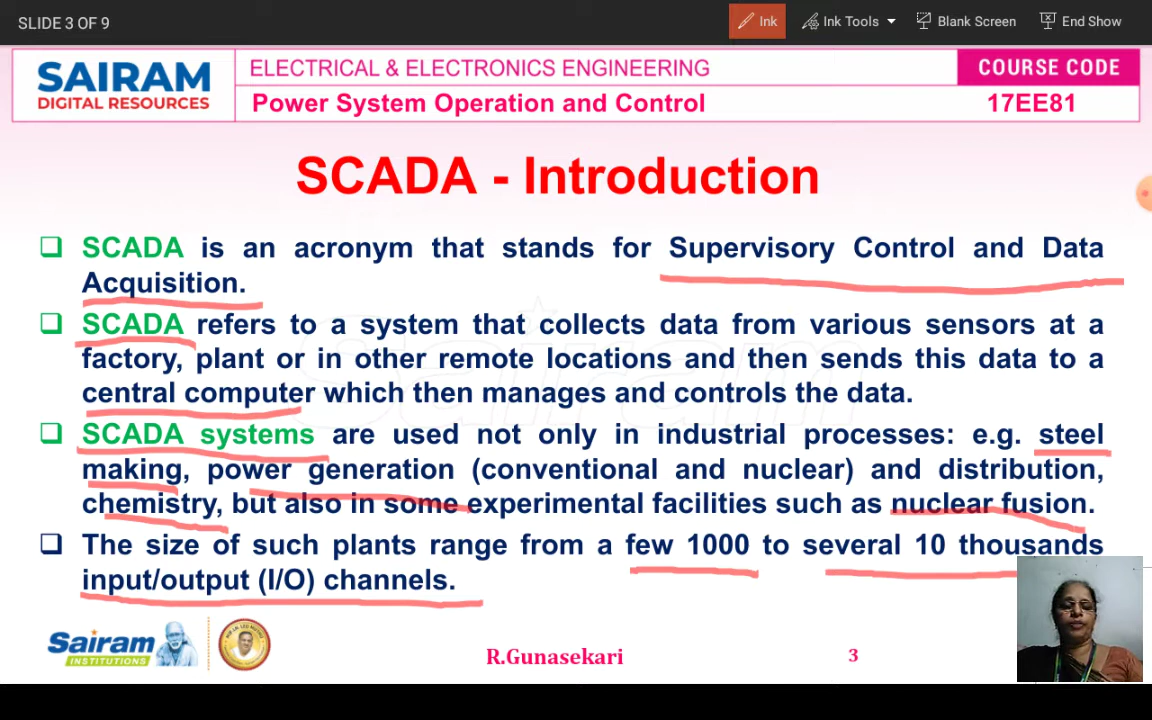 SLIDE 3 OF 9
Ink
Ink Tools
Blank Screen
End Show
SAIRAM
DIGITAL RESOURCES
ELECTRICAL & ELECTRONICS ENGINEERING
COURSE CODE
Power System Operation and Control
17EE81
SCADA - Introduction
SCADA is an acronym that stands for Supervisory Control and Data
Acquisition.
SCADA refers to a system that collects data from various sensors at a
factory, plant or in other remote locations and then sends this data to a
central computer which then manages and controls the data.
SCADA systems are used not only in industrial processes: e.g. steel
making, power generation (conventional and nuclear) and distribution,
chemistry, but also in some experimental facilities such as nuclear fusion.
The size of such plants range from a few 1000 to several 10 thousands
input/output (I/O) channels.
Sairam
INSTITUTIONS
R.Gunasekari
3